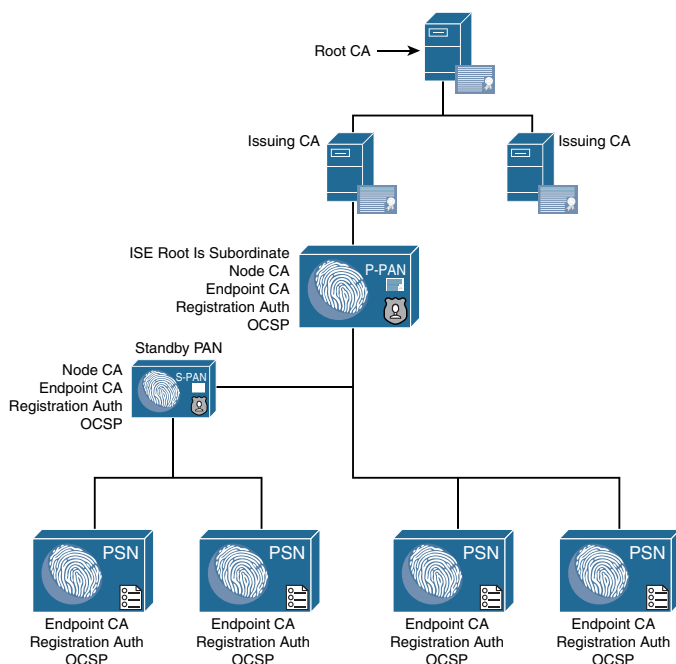 Root CA
Issuing CA
Issuing CA
ISE Root Is Subordinate
Node CA
Endpoint CA
Registration Auth
OCSP
P-PAN
Standby PAN
Node CA
Endpoint CA
Registration Auth
OCSP
S-PAN
PSN
PSN
PSN
PSN
Endpoint CA
Registration Auth
OCSP
Endpoint CA
Registration Auth
OCSP
Endpoint CA
Registration Auth
OCSP
Endpoint CA
Registration Auth
OCSP